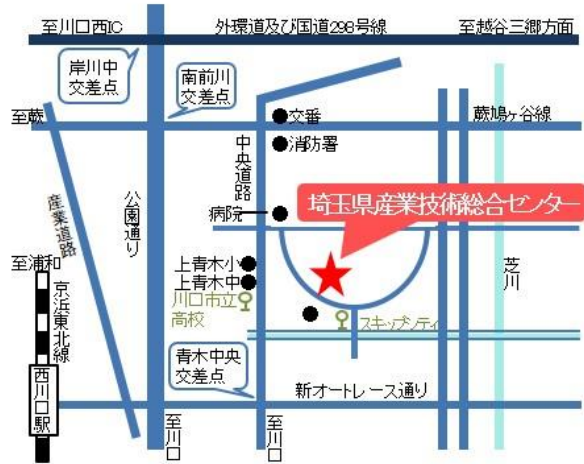 至川口西IC
外環道及び国道298号線
至越谷三郷方面
岸川中
交差点
南前川
交差点
至蕨
交番
蕨鳩ヶ谷線
消防署
中央道路
産業道路
公園通り
病院
埼玉県産業技術総合センター
至浦和
上青木小
上青木中
川口市立
高校
京浜東北線
芝川
スキップシティ
青木中央
交差点
西川口駅
新オートレース通り
至川口
至川口